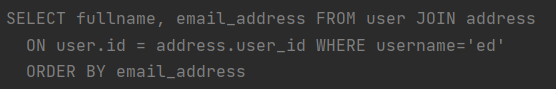 SELECT fullname, email_address FROM user JOIN address
  ON user.id = address.user_id WHERE username='ed'
  ORDER BY email_address